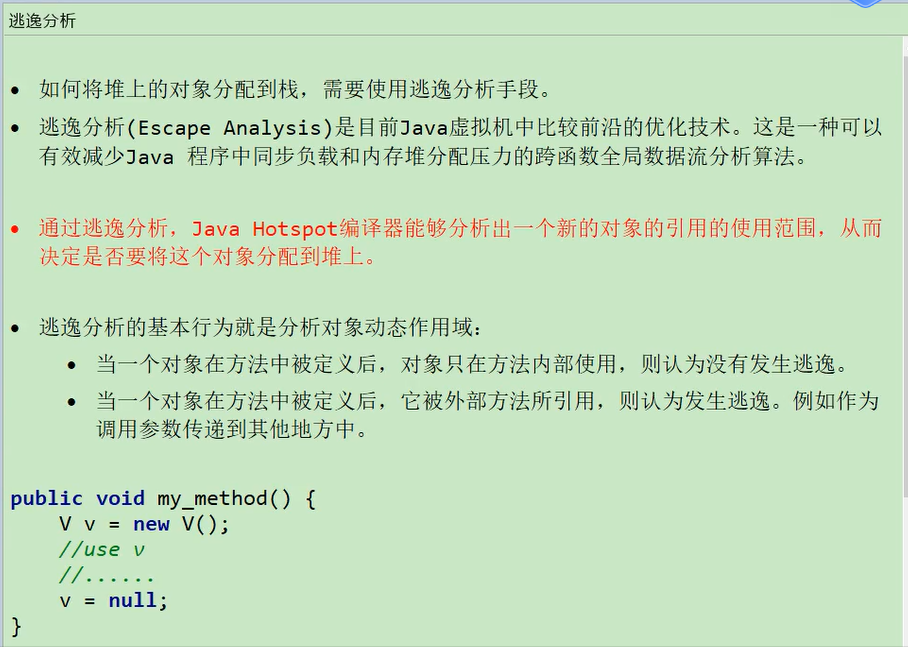 逃逸分析
• 如何将堆上的对象分配到栈，需要使用逃逸分析手段。
• 逃逸分析(Escape Analysis)是目前Java虚拟机中比较前沿的优化技术。这是一种可以
有效减少Java 程序中同步负载和内存堆分配压力的跨函数全局数据流分析算法。
• 通过逃逸分析，Java Hotspot编译器能够分析出一个新的对象的引用的使用范围，从而
决定是否要将这个对象分配到堆上。
• 逃逸分析的基本行为就是分析对象动态作用域：
• 当一个对象在方法中被定义后，对象只在方法内部使用，则认为没有发生逃逸。
• 当一个对象在方法中被定义后，它被外部方法所引用，则认为发生逃逸。例如作为
调用参数传递到其他地方中。
public void my_method() {
    V v = new V();
    //use v
    //......
    v = null;
}